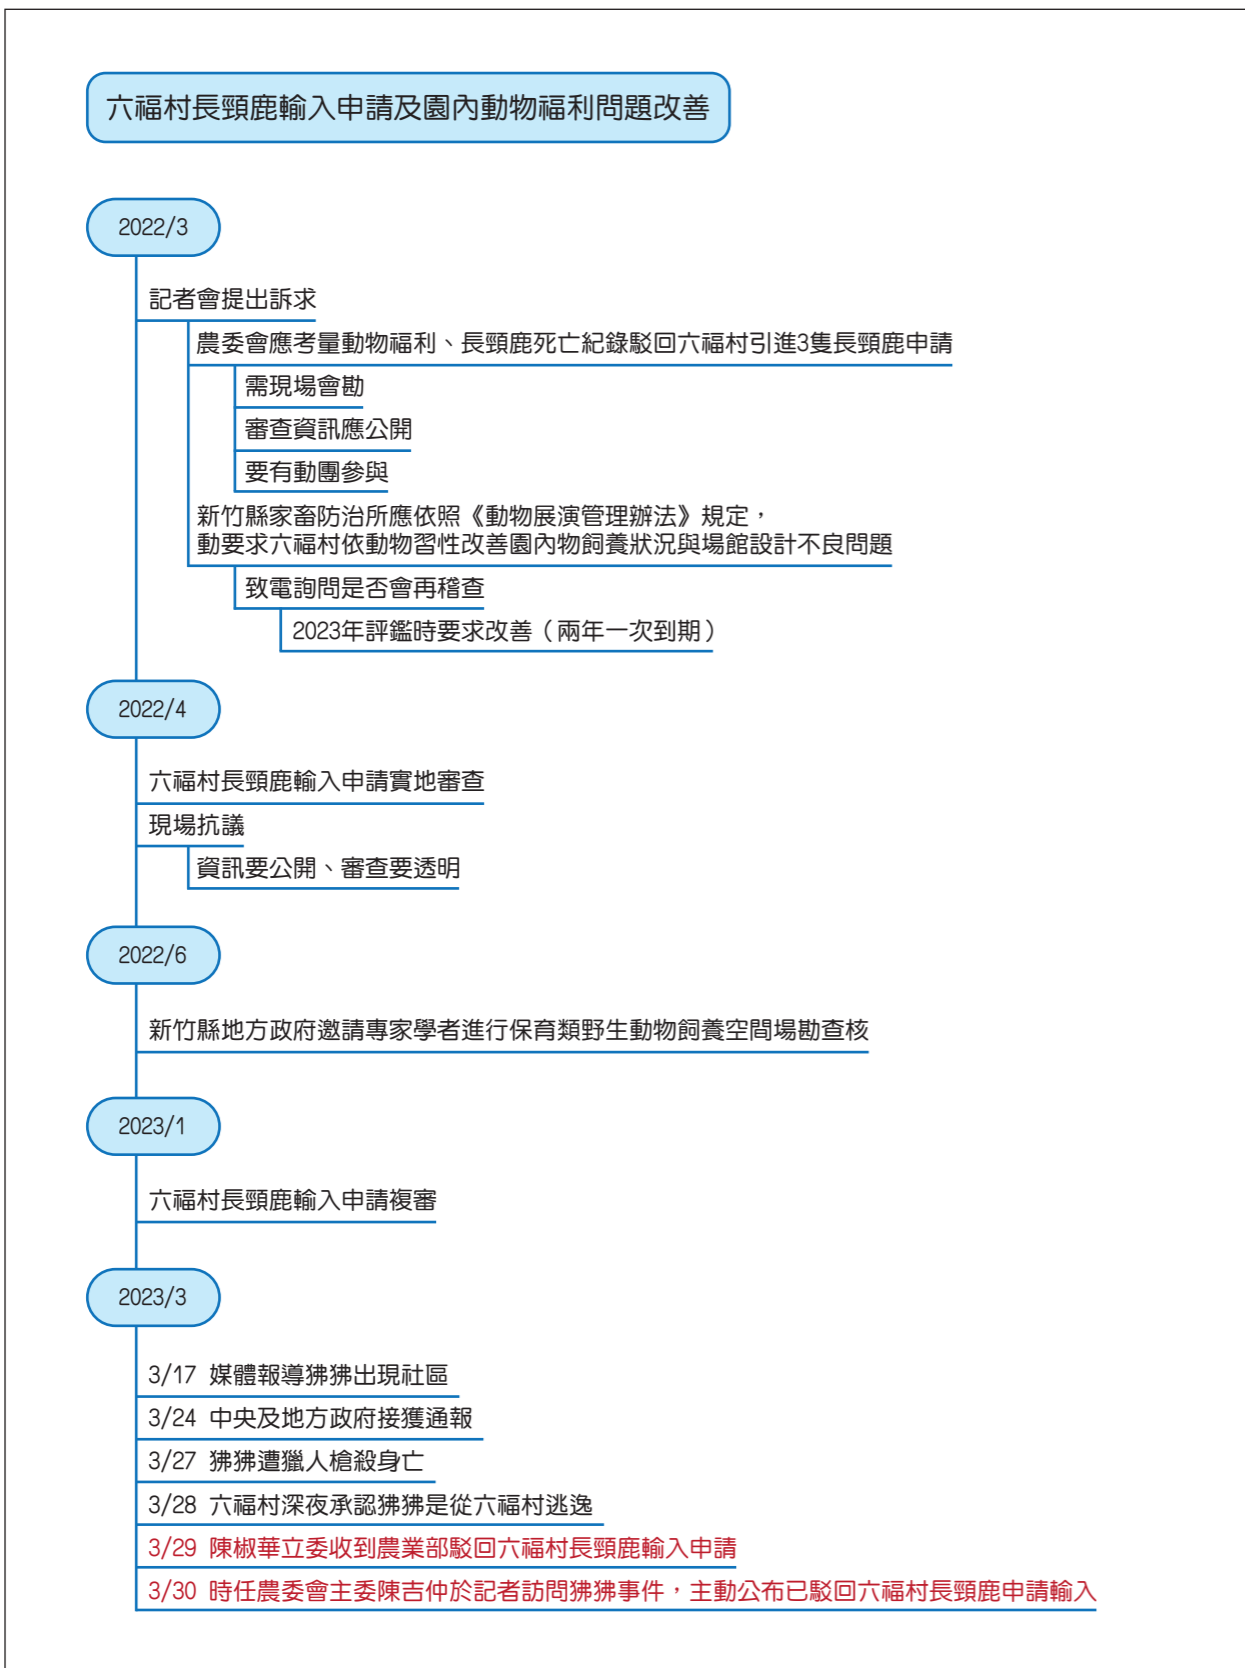 六福村長頸鹿輸入申請及園內動物福利問題改善
2022/3
記者會提出訴求
農委會應考量動物福利、長頸鹿死亡紀錄駁回六福村引進3隻長頸鹿申請
需現場會勘
審查資訊應公開
要有動團參與
新竹縣家畜防治所應依照《動物展演管理辦法》規定，
動要求六福村依動物習性改善園內物飼養狀況與場館設計不良問題
致電詢問是否會再稽查
2023年評鑑時要求改善（兩年一次到期）
2022/4
六福村長頸鹿輸入申請實地審查
現場抗議
資訊要公開、審查要透明
2022/6
新竹縣地方政府邀請專家學者進行保育類野生動物飼養空間場勘查核
2023/1
六福村長頸鹿輸入申請複審
2023/3
3/17 媒體報導狒狒出現社區
3/24 中央及地方政府接獲通報
3/27 狒狒遭獵人槍殺身亡
3/28 六福村深夜承認狒狒是從六福村逃逸
3/29 陳椒華立委收到農業部駁回六福村長頸鹿輸入申請
3/30 時任農委會主委陳吉仲於記者訪問狒狒事件，主動公布已駁回六福村長頸鹿申請輸入